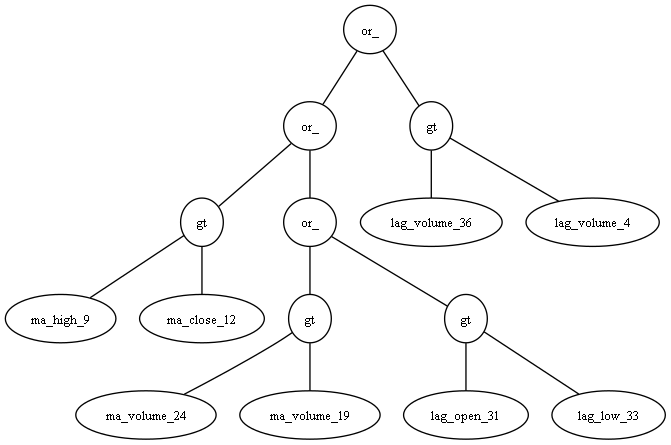 or_
or_ gt
gt or_ lag_volume_36 lag_volume_4
ma_high_9 ma_close_12 gt gt
ma_volume_24 ma_volume_19 lag_open_31 lag_low_33